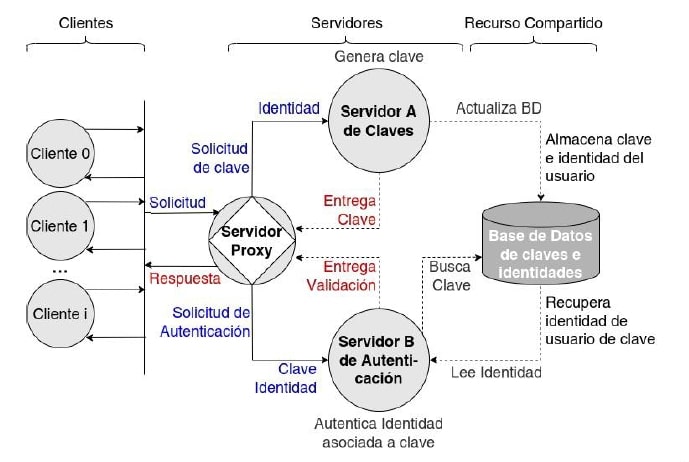 Clientes
Servidores
Recurso Compartido
Genera clave
Identidad
Servidor A
de Claves
Actualiza BD
Almacena clave
e identidad del
usuario
Solicitud
de clave
Cliente 0
Solicitud
Entrega
Clave
Cliente 1
Servidor
Proxy
Base de Datos
de claves e
identidades
...
Respuesta
Entrega
Validación
Busca
Clave
Cliente i
Solicitud de
Autenticación
Recupera
identidad de
usuario de clave
Servidor B
de Autenti-
cación
Clave
Identidad
Lee Identidad
Autentica Identidad
asociada a clave